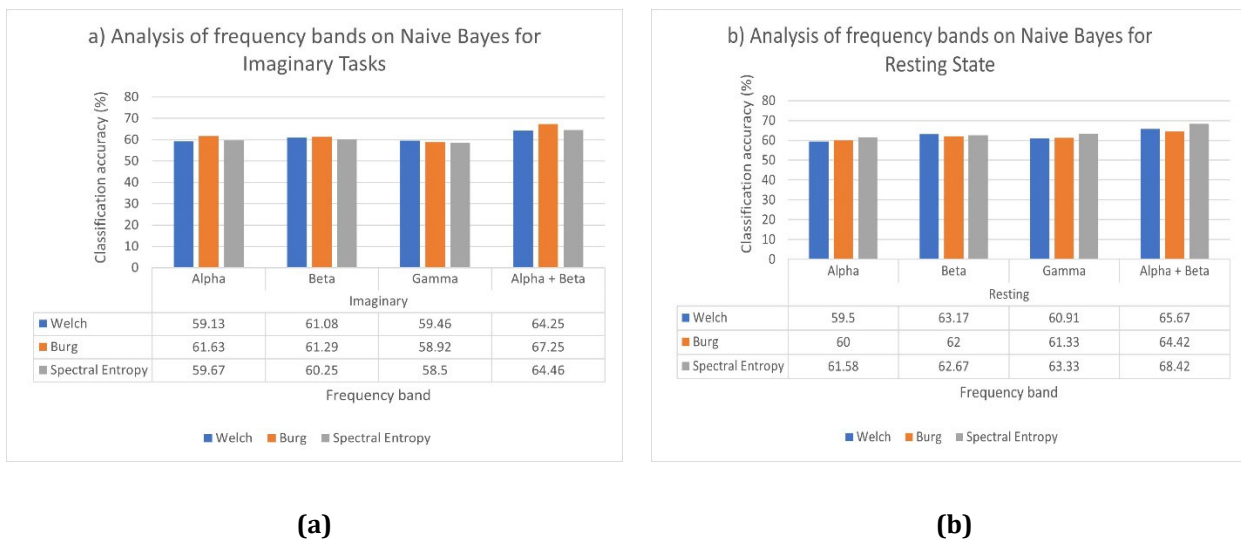 a) Analysis of frequency bands on Naive Bayes for
Imaginary Tasks
Classification accuracy (%)
80
70
60
50
40
30
20
10
0
Alpha Beta Gamma Alpha + Beta
Imaginary
Welch 59.13 61.08 59.46 64.25
Burg 61.63 61.29 58.92 67.25
Spectral Entropy 59.67 60.25 58.5 64.46
Frequency band
Welch Burg Spectral Entropy
(a)
b) Analysis of frequency bands on Naive Bayes for
Resting State
Classification accuracy (%)
80
70
60
50
40
30
20
10
0
Alpha Beta Gamma Alpha + Beta
Resting
Welch 59.5 63.17 60.91 65.67
Burg 60 62 61.33 64.42
Spectral Entropy 61.58 62.67 63.33 68.42
Frequency band
Welch Burg Spectral Entropy
(b)